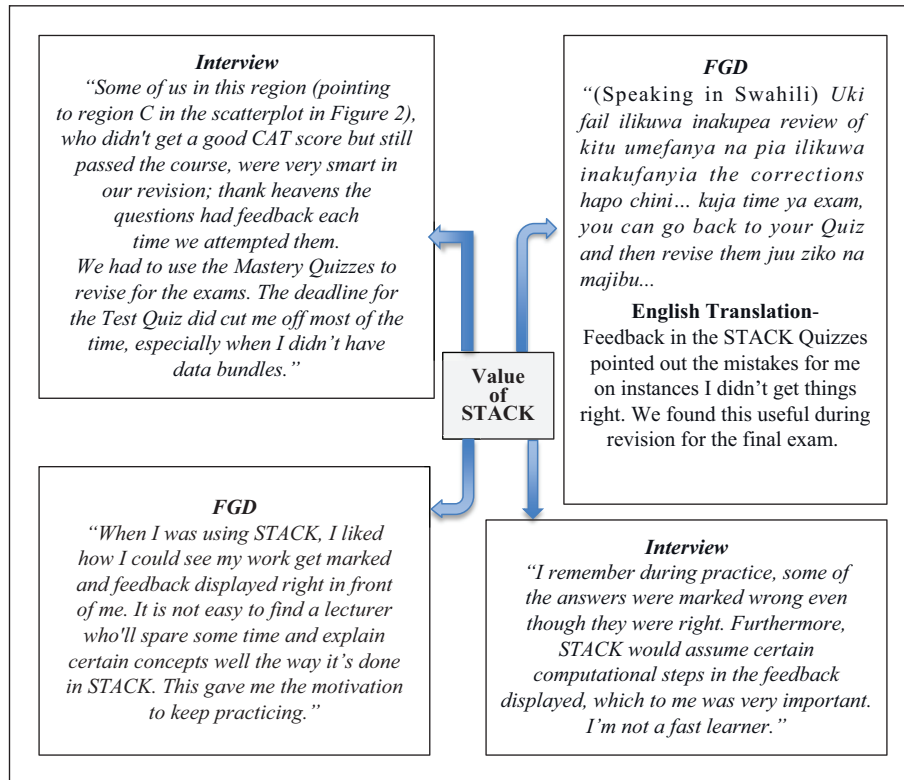 Interview
“Some of us in this region (pointing
to region C in the scatterplot in Figure 2),
who didn't get a good CAT score but still
passed the course, were very smart in
our revision; thank heavens the
questions had feedback each
time we attempted them.
We had to use the Mastery Quizzes to
revise for the exams. The deadline for
the Test Quiz did cut me off most of the
time, especially when I didn’t have
data bundles.”
FGD
“(Speaking in Swahili) Uki
fail ilikuwa inakupea review of
kitu umefanya na pia ilikuwa
inakufanyia the corrections
hapo chini... kuja time ya exam,
you can go back to your Quiz
and then revise them juu ziko na
majibu...
English Translation-
Feedback in the STACK Quizzes
pointed out the mistakes for me
on instances I didn’t get things
right. We found this useful during
revision for the final exam.
Value
of
STACK
FGD
“When I was using STACK, I liked
how I could see my work get marked
and feedback displayed right in front
of me. It is not easy to find a lecturer
who'll spare some time and explain
certain concepts well the way it’s done
in STACK. This gave me the motivation
to keep practicing.”
Interview
“I remember during practice, some of
the answers were marked wrong even
though they were right. Furthermore,
STACK would assume certain
computational steps in the feedback
displayed, which to me was very important.
I’m not a fast learner.”